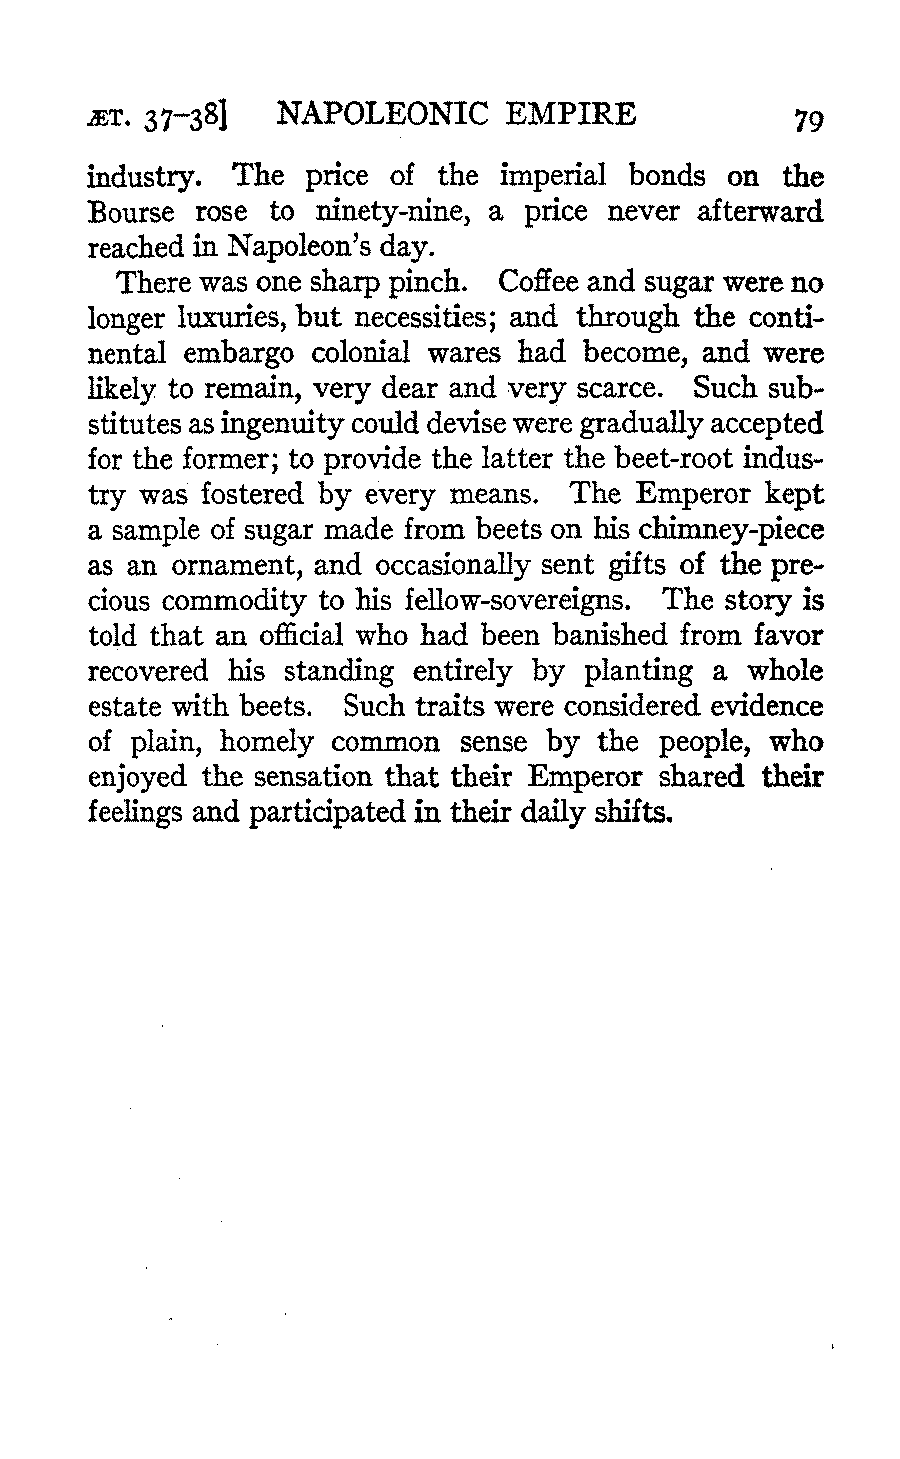 ÆT. 37–38] NAPOLEONIC EMPIRE 79
industry. The price of the imperial bonds on the
Bourse rose to ninety-nine, a price never afterward
reached in Napoleon's day.
There was one sharp pinch. Coffee and sugar were no
longer luxuries, but necessities; and through the conti-
nental embargo colonial wares had become, and were
likely to remain, very dear and very scarce. Such sub-
stitutes as ingenuity could devise were gradually accepted
for the former; to provide the latter the beet-root indus-
try was fostered by every means. The Emperor kept
a sample of sugar made from beets on his chimney-piece
as an ornament, and occasionally sent gifts of the pre-
cious commodity to his fellow-sovereigns. The story is
told that an official who had been banished from favor
recovered his standing entirely by planting a whole
estate with beets. Such traits were considered evidence
of plain, homely common sense by the people, who
enjoyed the sensation that their Emperor shared their
feelings and participated in their daily shifts.